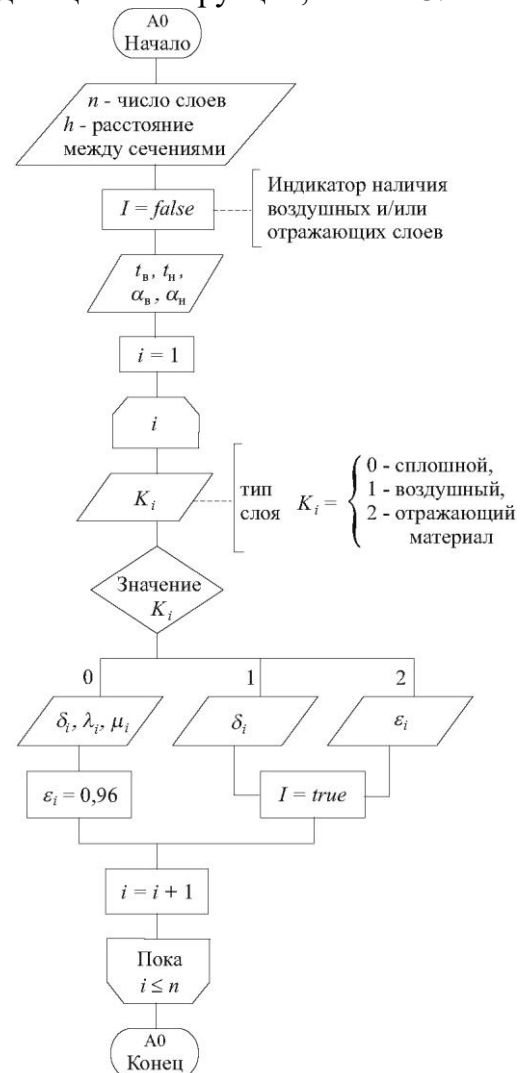 А0
Начало
n - число слоев
h - расстояние
между сечениями
I = false
Индикатор наличия
воздушных и/или
отражающих слоев
tв, tн,
αв, αн
i = 1
i
Ki
тип
слоя
Ki =
0 - сплошной,
1 - воздушный,
2 - отражающий
материал
Значение
Ki
0
1
2
δi, λi, μi
δi
εi
εi = 0,96
I = true
i = i + 1
Пока
i ≤ n
А0
Конец